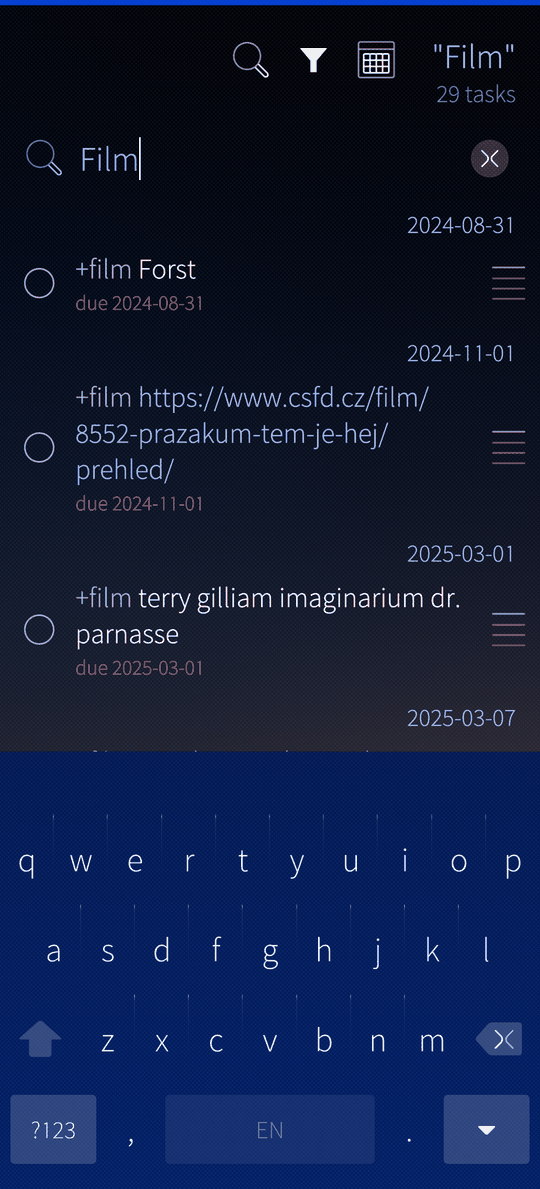 "Film"
29 tasks
Film
2024-08-31
+film Forst
due 2024-08-31
2024-11-01
+film https://www.csfd.cz/film/
8552-prazakum-tem-je-hej/
prehled/
due 2024-11-01
2025-03-01
+film terry gilliam imaginarium dr.
parnasse
due 2025-03-01
2025-03-07
q w e r t y u i o p
a s d f g h j k l
z x c v b n m
?123 , EN .